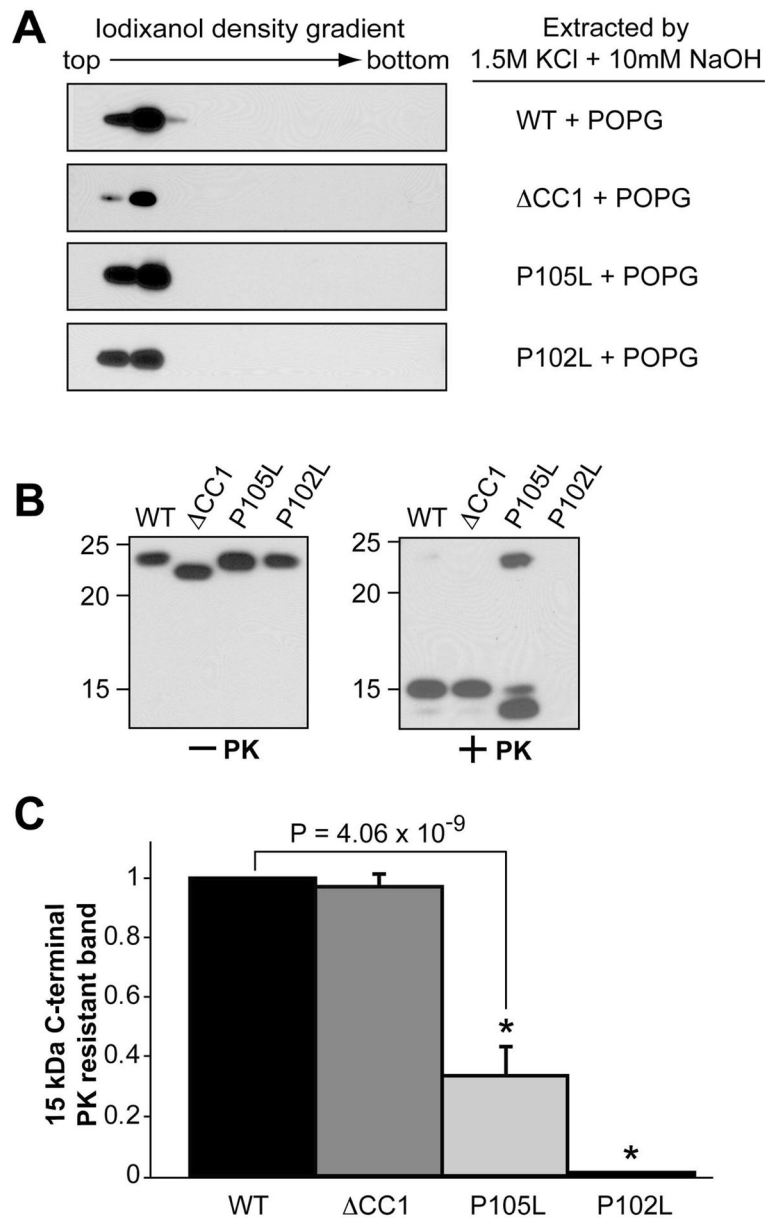 A
Iodixanol density gradient
top bottom
Extracted by
1.5M KCl + 10mM NaOH
WT + POPG
ΔCC1 + POPG
P105L + POPG
P102L + POPG
B
WT ΔCC1 P105L P102L
25
20
15
— PK
WT ΔCC1 P105L P102L
25
20
15
+ PK
C
P = 4.06 x 10⁻⁹
15 kDa C-terminal
PK resistant band
1
0.8
0.6
0.4
0.2
0
*
*
WT ΔCC1 P105L P102L